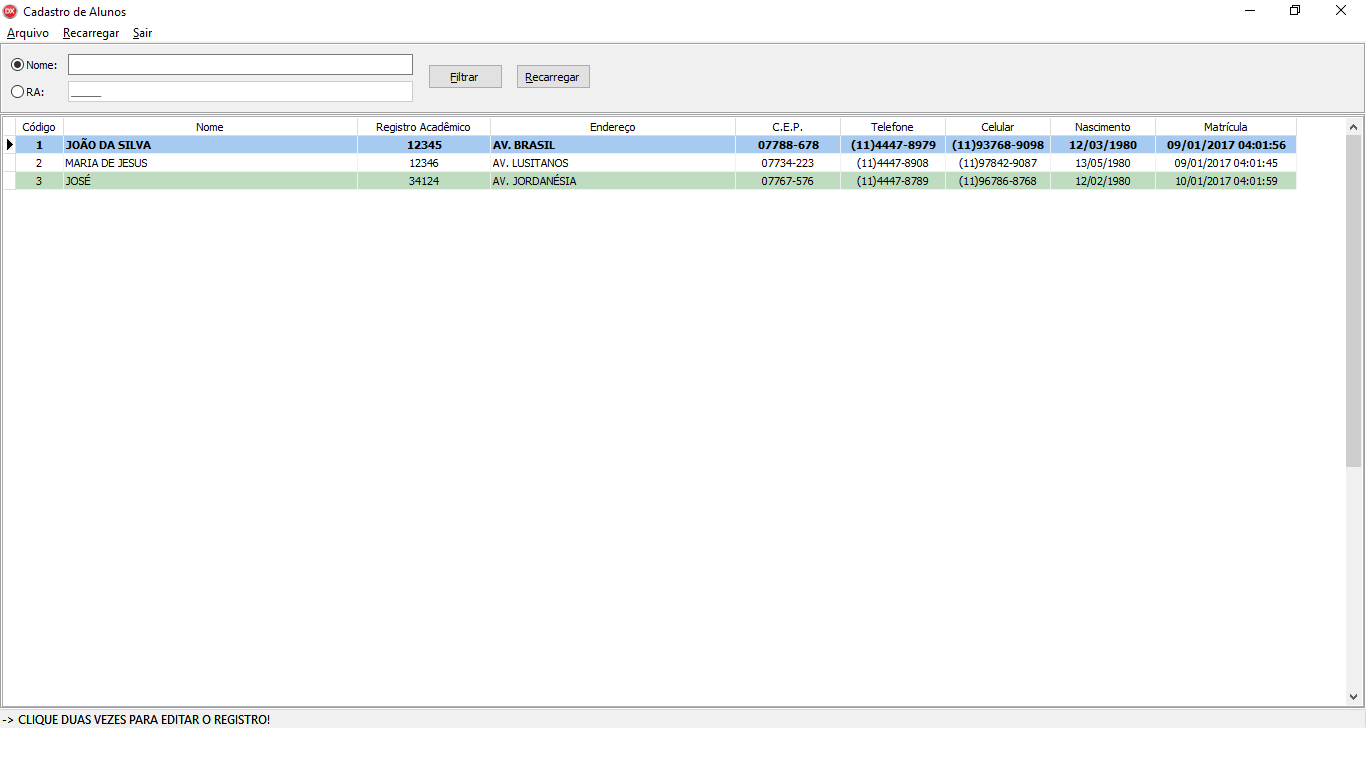 DX Cadastro de Alunos
Arquivo Recarregar Sair
Nome:
Filtrar Recarregar
RA: _____
Código Nome Registro Acadêmico Endereço C.E.P. Telefone Celular Nascimento Matrícula
1 JOÃO DA SILVA 12345 AV. BRASIL 07788-678 (11)4447-8979 (11)93768-9098 12/03/1980 09/01/2017 04:01:56
2 MARIA DE JESUS 12346 AV. LUSITANOS 07734-223 (11)4447-8908 (11)97842-9087 13/05/1980 09/01/2017 04:01:45
3 JOSÉ 34124 AV. JORDANÉSIA 07767-576 (11)4447-8789 (11)96786-8768 12/02/1980 10/01/2017 04:01:59
-> CLIQUE DUAS VEZES PARA EDITAR O REGISTRO!